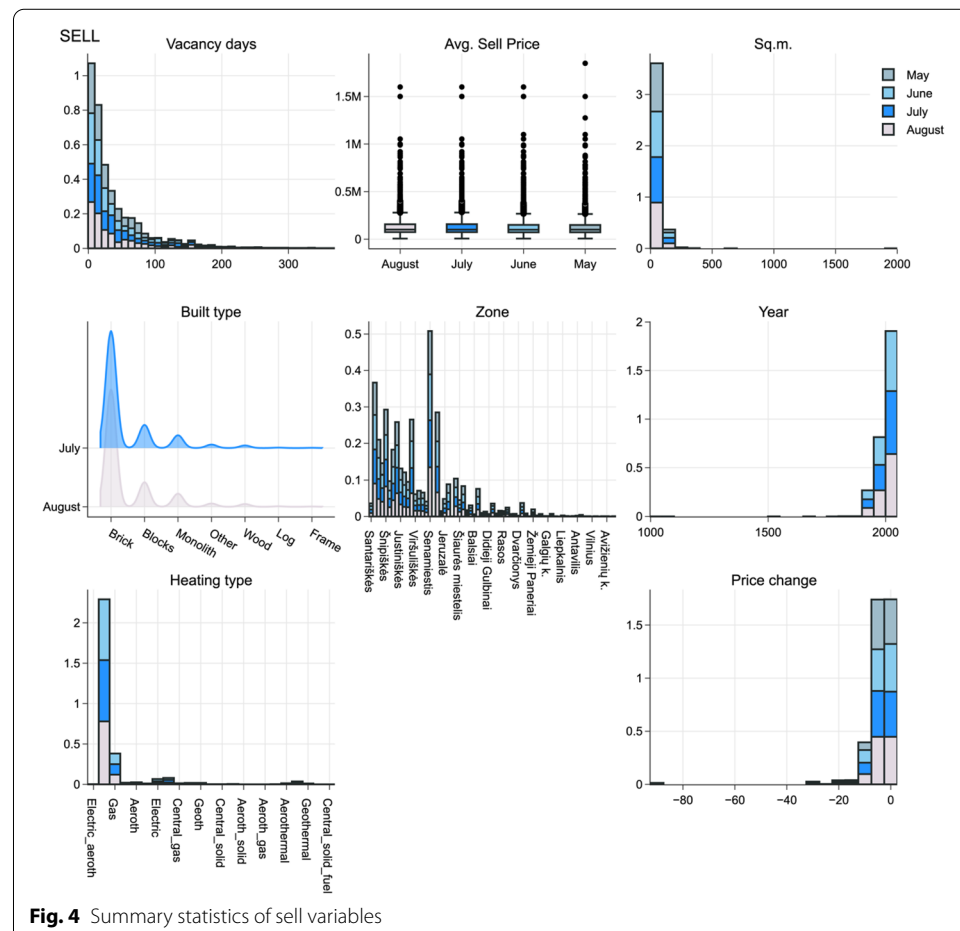 SELL
Vacancy days
1
0.8
0.6
0.4
0.2
0
0 100 200 300
Avg. Sell Price
1.5M
1M
0.5M
0
August July June May
Sq.m.
3
2
1
0
0 500 1000 1500 2000
May
June
July
August
Built type
July
August
Brick
Blocks
Monolith
Other
Wood
Log
Frame
Zone
0.5
0.4
0.3
0.2
0.1
0
Santariškės
Šnipiškės
Justiniškės
Viršuliškės
Senamiestis
Jeruzalė
Šiaurės miestelis
Balsiai
Didieji Gulbinai
Rasos
Dvarčionys
Žemieji Paneriai
Galgių k.
Liepkalnis
Antavilis
Vilnius
Avižienių k.
Year
2
1.5
1
0.5
0
1000 1500 2000
Heating type
2
1.5
1
0.5
0
Electric_aeroth
Gas
Aeroth
Electric
Central_gas
Geoth
Central_solid
Aeroth_solid
Aeroth_gas
Aerothermal
Geothermal
Central_solid_fuel
Price change
1.5
1
0.5
0
−80 −60 −40 −20 0
Fig. 4 Summary statistics of sell variables